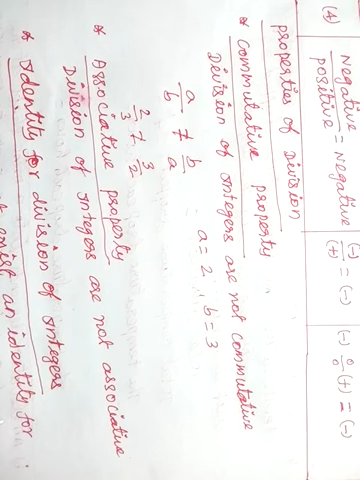 (4) Negative / Positive = Negative (-)/(+) = (-) (-) % (+) = (-)
Properties of Division
* Commutative property
Division of Integers are not commutative
a/b ≠ b/a a = 2, b = 3
2/3 ≠ 3/2
* Associative property
Division of Integers are not associative
* Identity for division of Integers
exist an identity for